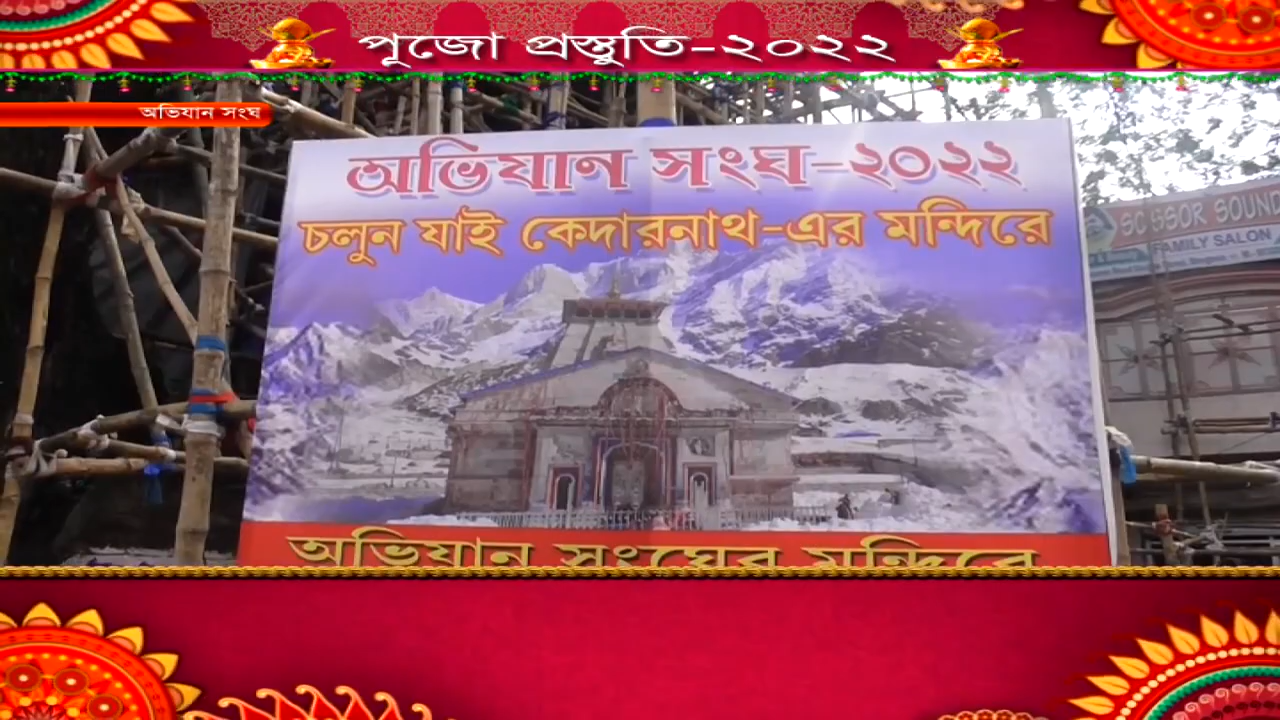 পূজো প্রস্তুতি-২০২২
অভিযান সংঘ
অভিযান সংঘ-২০২২
চলুন যাই কেদারনাথ-এর মন্দিরে
অভিযান সংঘের মন্দিরে
SCISSOR SOUND
FAMILY SALON